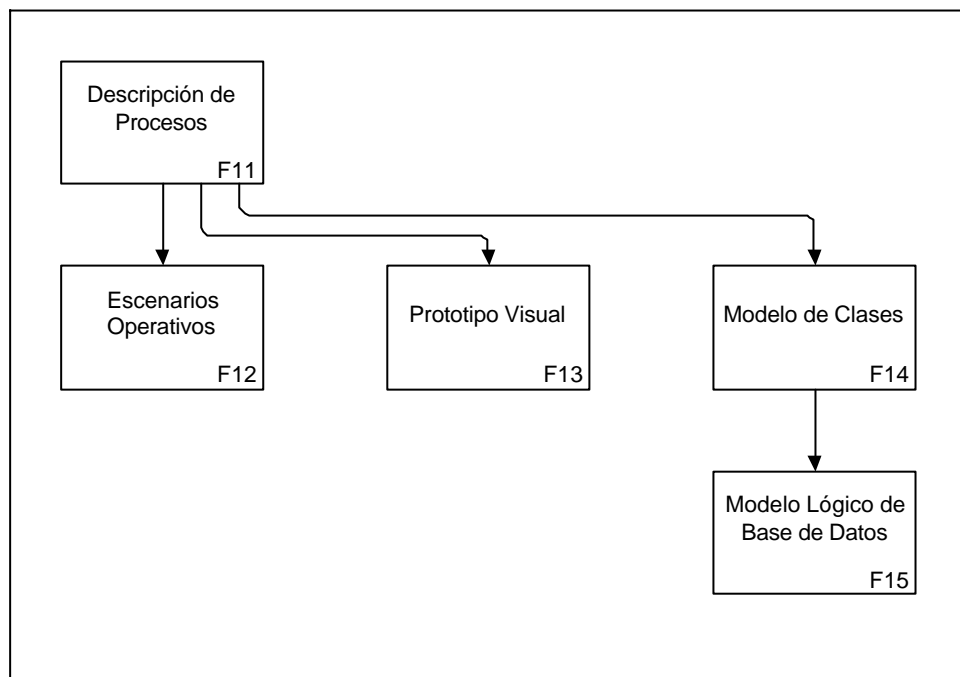 Descripción de
Procesos
F11
Escenarios
Operativos
F12
Prototipo Visual
F13
Modelo de Clases
F14
Modelo Lógico de
Base de Datos
F15